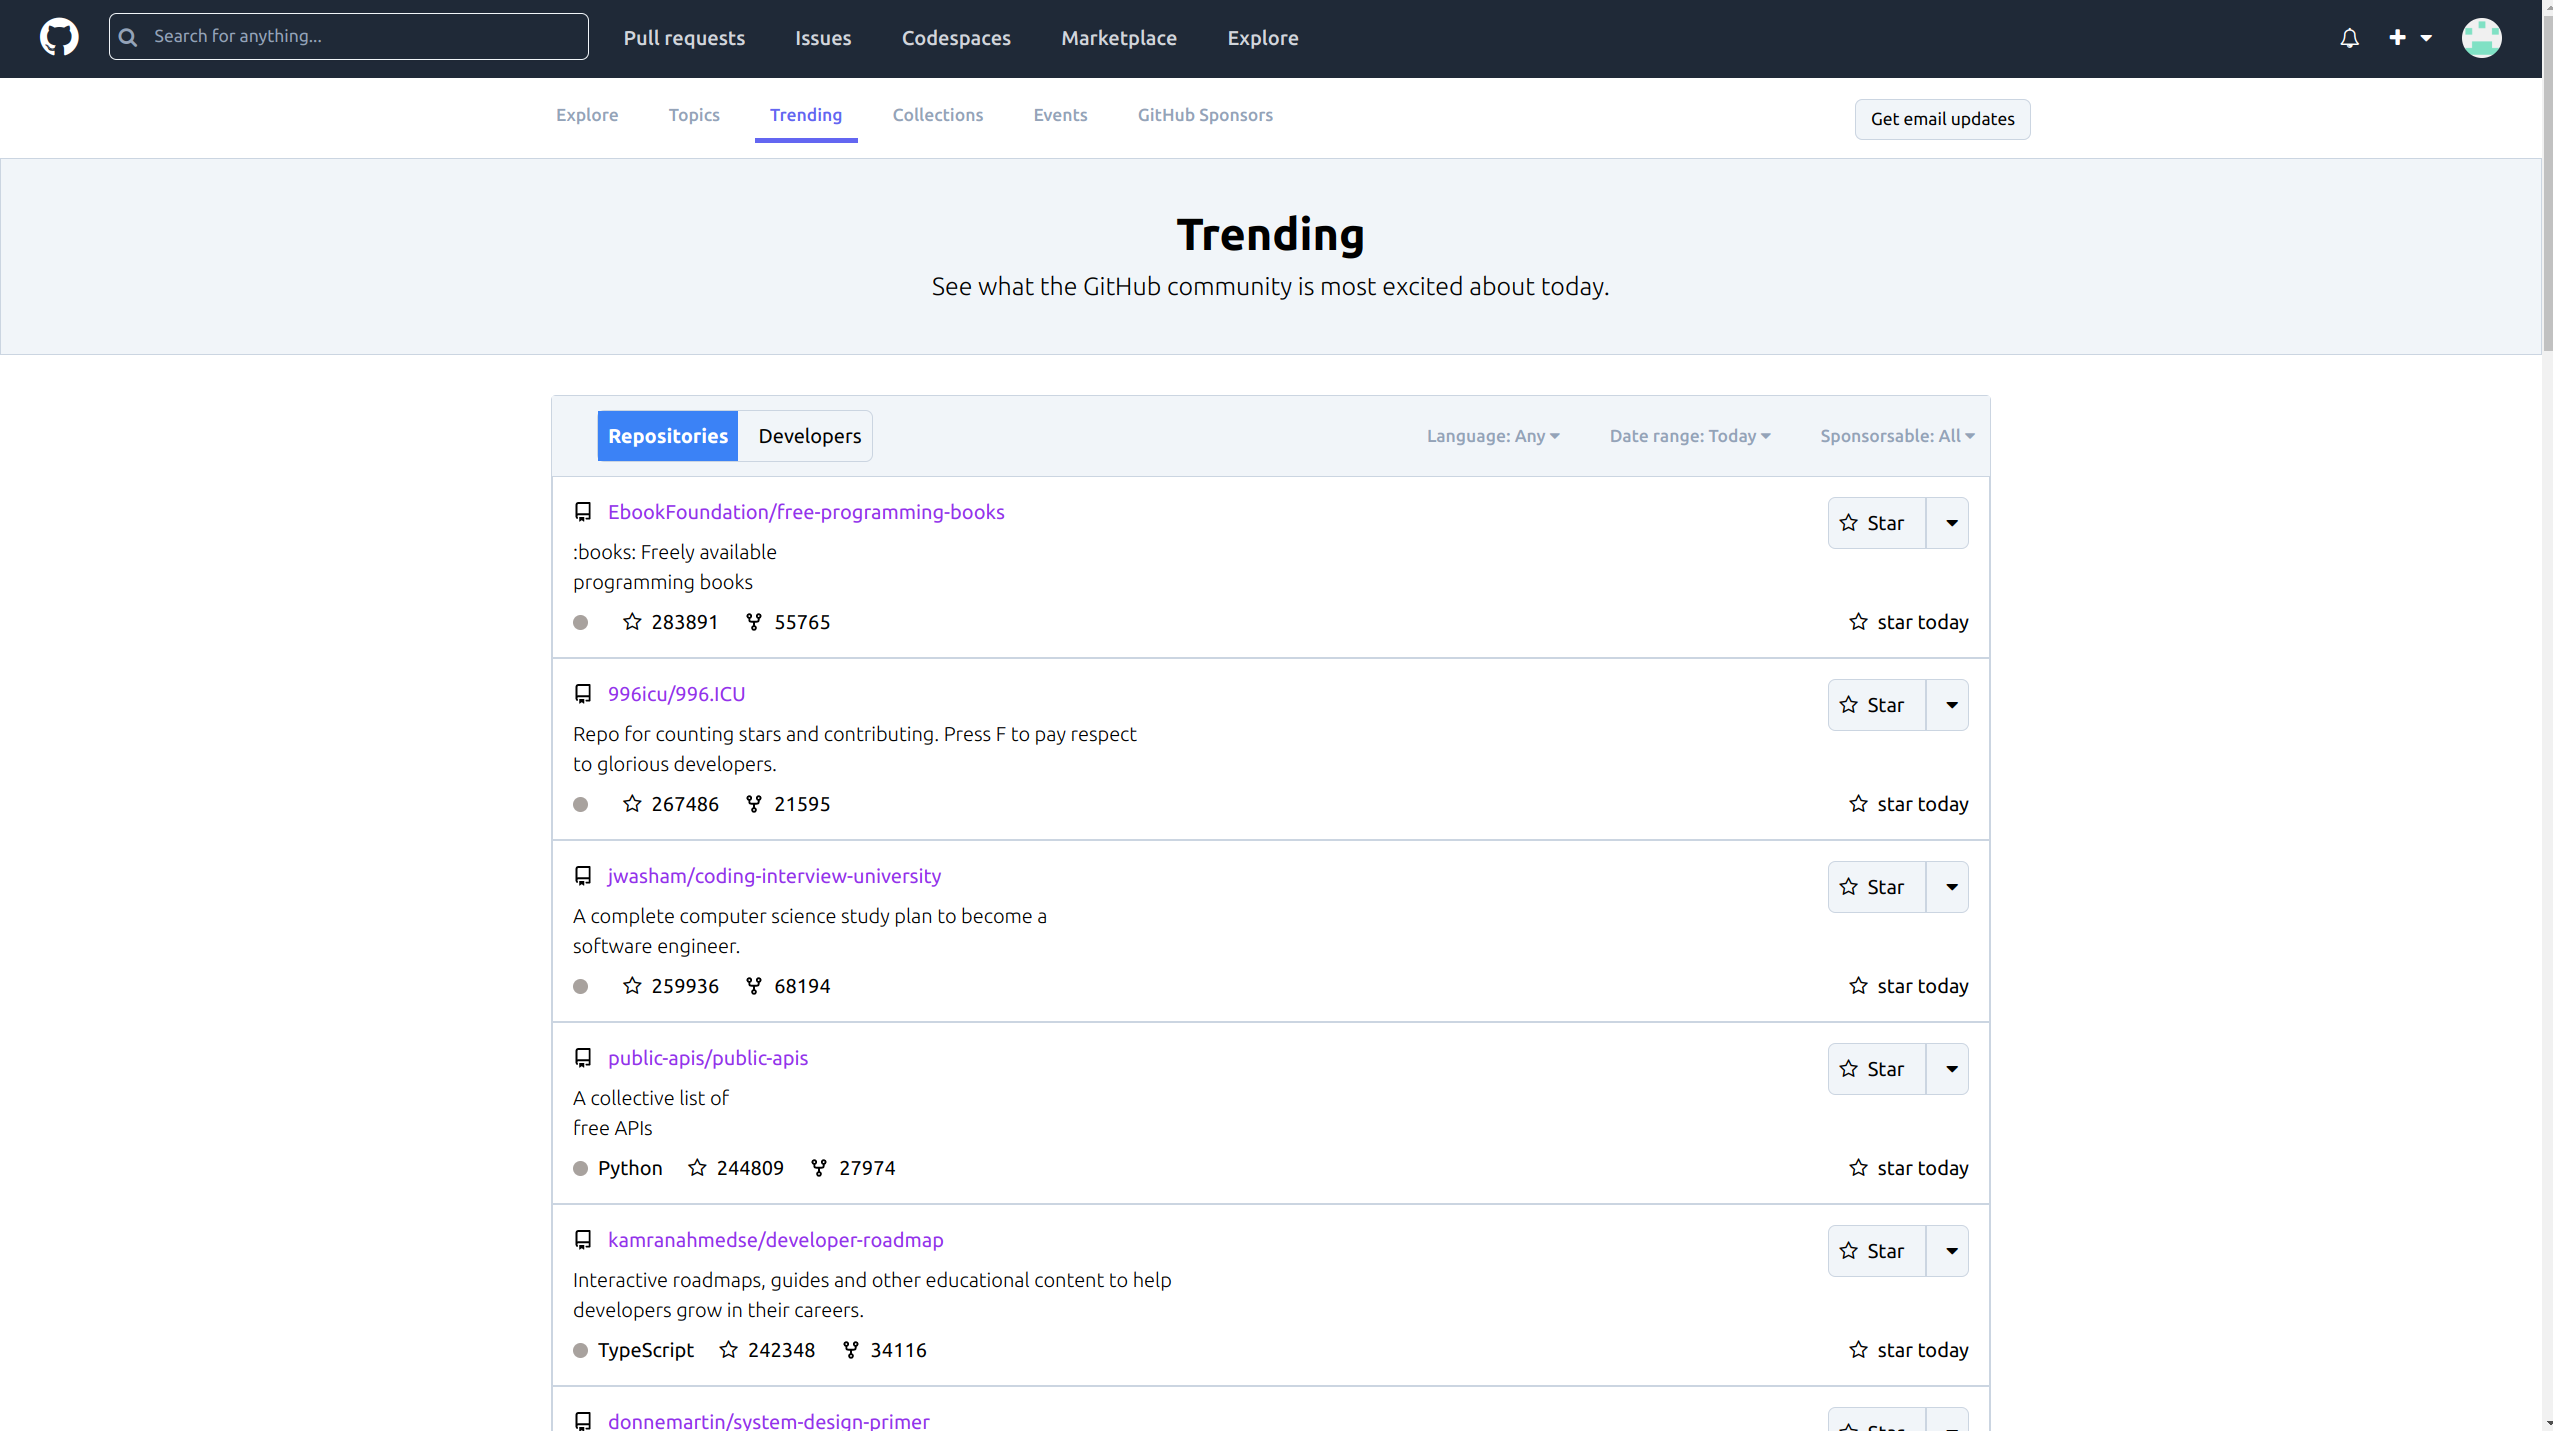 Search for anything...
Pull requests Issues Codespaces Marketplace Explore
Explore Topics Trending Collections Events GitHub Sponsors
Get email updates
Trending
See what the GitHub community is most excited about today.
Repositories Developers
Language: Any Date range: Today Sponsorsable: All
EbookFoundation/free-programming-books
Star
:books: Freely available
programming books
283891 55765
star today
996icu/996.ICU
Star
Repo for counting stars and contributing. Press F to pay respect
to glorious developers.
267486 21595
star today
jwasham/coding-interview-university
Star
A complete computer science study plan to become a
software engineer.
259936 68194
star today
public-apis/public-apis
Star
A collective list of
free APIs
Python 244809 27974
star today
kamranahmedse/developer-roadmap
Star
Interactive roadmaps, guides and other educational content to help
developers grow in their careers.
TypeScript 242348 34116
star today
donnemartin/system-design-primer
Star